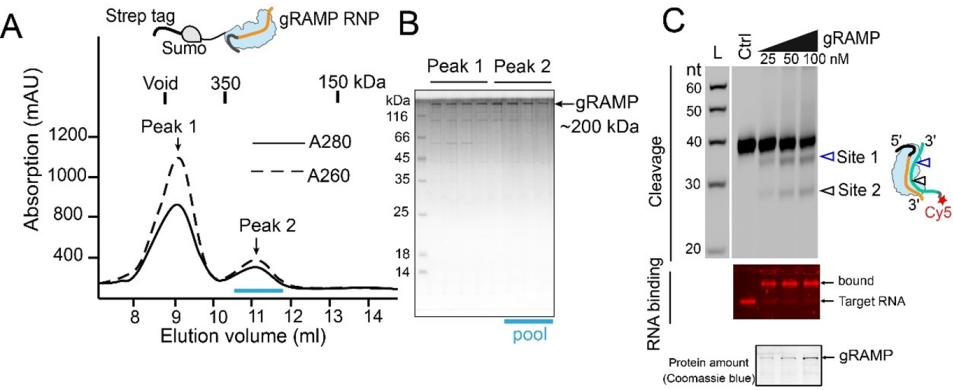 A
Strep tag
Sumo
gRAMP RNP
Void
350
150 kDa
Peak 1
Peak 2
A280
A260
Absorption (mAU)
1200
1000
800
400
8
9
10
11
12
13
14
Elution volume (ml)
B
Peak 1
Peak 2
kDa
116
66
45
35
25
18
14
gRAMP
~200 kDa
pool
C
L
Ctrl
gRAMP
25
50
100
nM
nt
60
50
40
30
20
Cleavage
Site 1
Site 2
5'
3'
3'
Cy5
RNA binding
bound
Target RNA
Protein amount
(Coomassie blue)
gRAMP